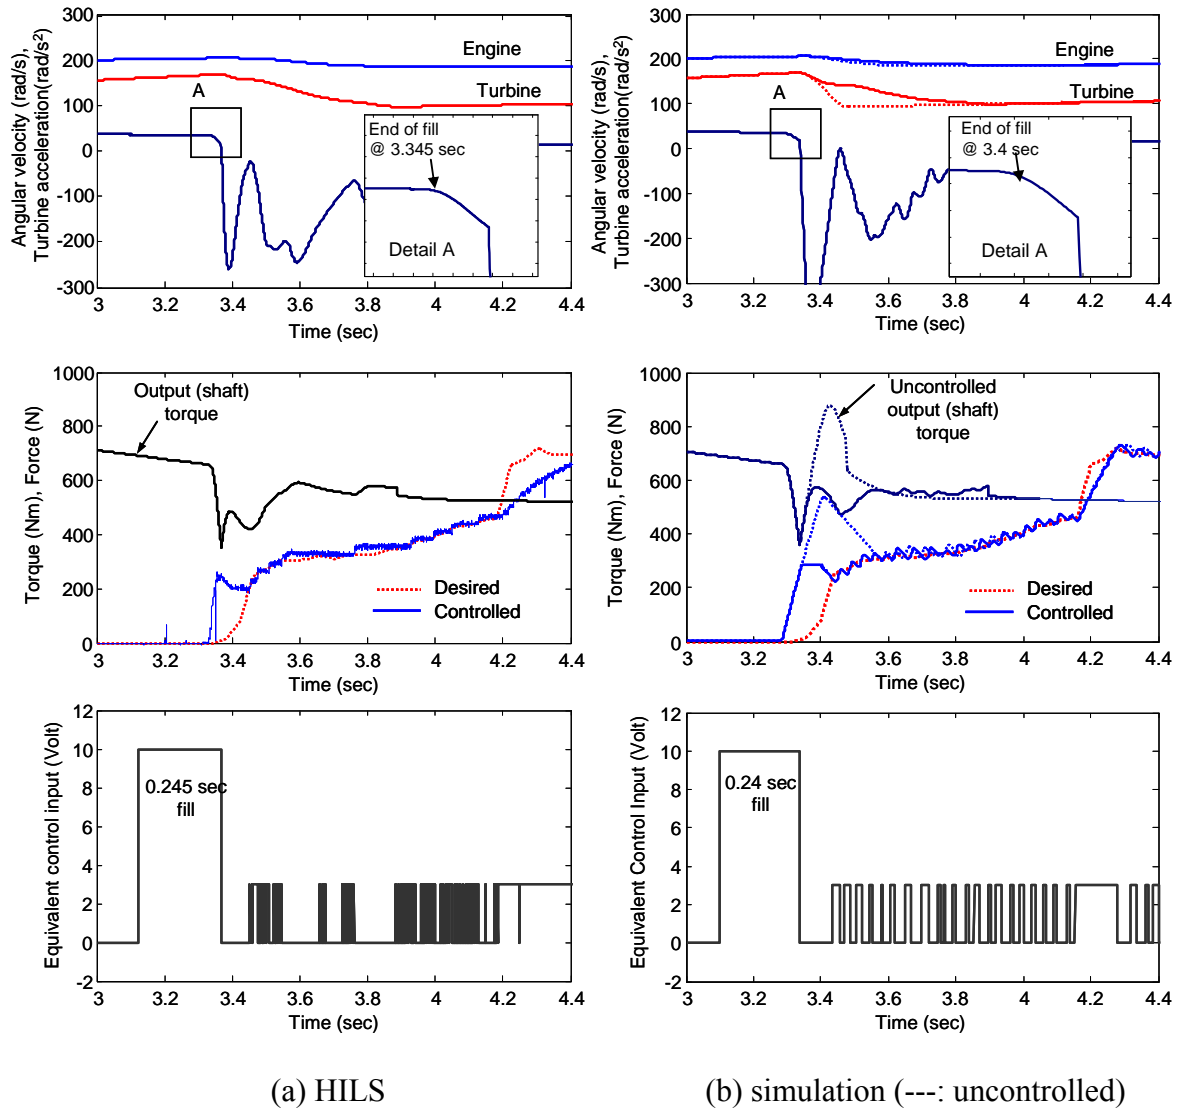 Angular velocity (rad/s),
Turbine acceleration(rad/s²)
300
200
100
0
-100
-200
-300
Engine
Turbine
A
End of fill
@ 3.345 sec
Detail A
3 3.2 3.4 3.6 3.8 4 4.2 4.4
Time (sec)
Angular velocity (rad/s),
Turbine acceleration(rad/s²)
300
200
100
0
-100
-200
-300
Engine
Turbine
A
End of fill
@ 3.4 sec
Detail A
3 3.2 3.4 3.6 3.8 4 4.2 4.4
Time (sec)
Torque (Nm), Force (N)
1000
800
600
400
200
0
Output (shaft)
torque
Desired
Controlled
3 3.2 3.4 3.6 3.8 4 4.2 4.4
Time (sec)
Torque (Nm), Force (N)
1000
800
600
400
200
0
Uncontrolled
output (shaft)
torque
Desired
Controlled
3 3.2 3.4 3.6 3.8 4 4.2 4.4
Time (sec)
Equivalent control input (Volt)
12
10
8
6
4
2
0
-2
0.245 sec
fill
3 3.2 3.4 3.6 3.8 4 4.2 4.4
Time (sec)
Equivalent Control Input (Volt)
12
10
8
6
4
2
0
-2
0.24 sec
fill
3 3.2 3.4 3.6 3.8 4 4.2 4.4
Time (sec)
(a) HILS
(b) simulation (---: uncontrolled)